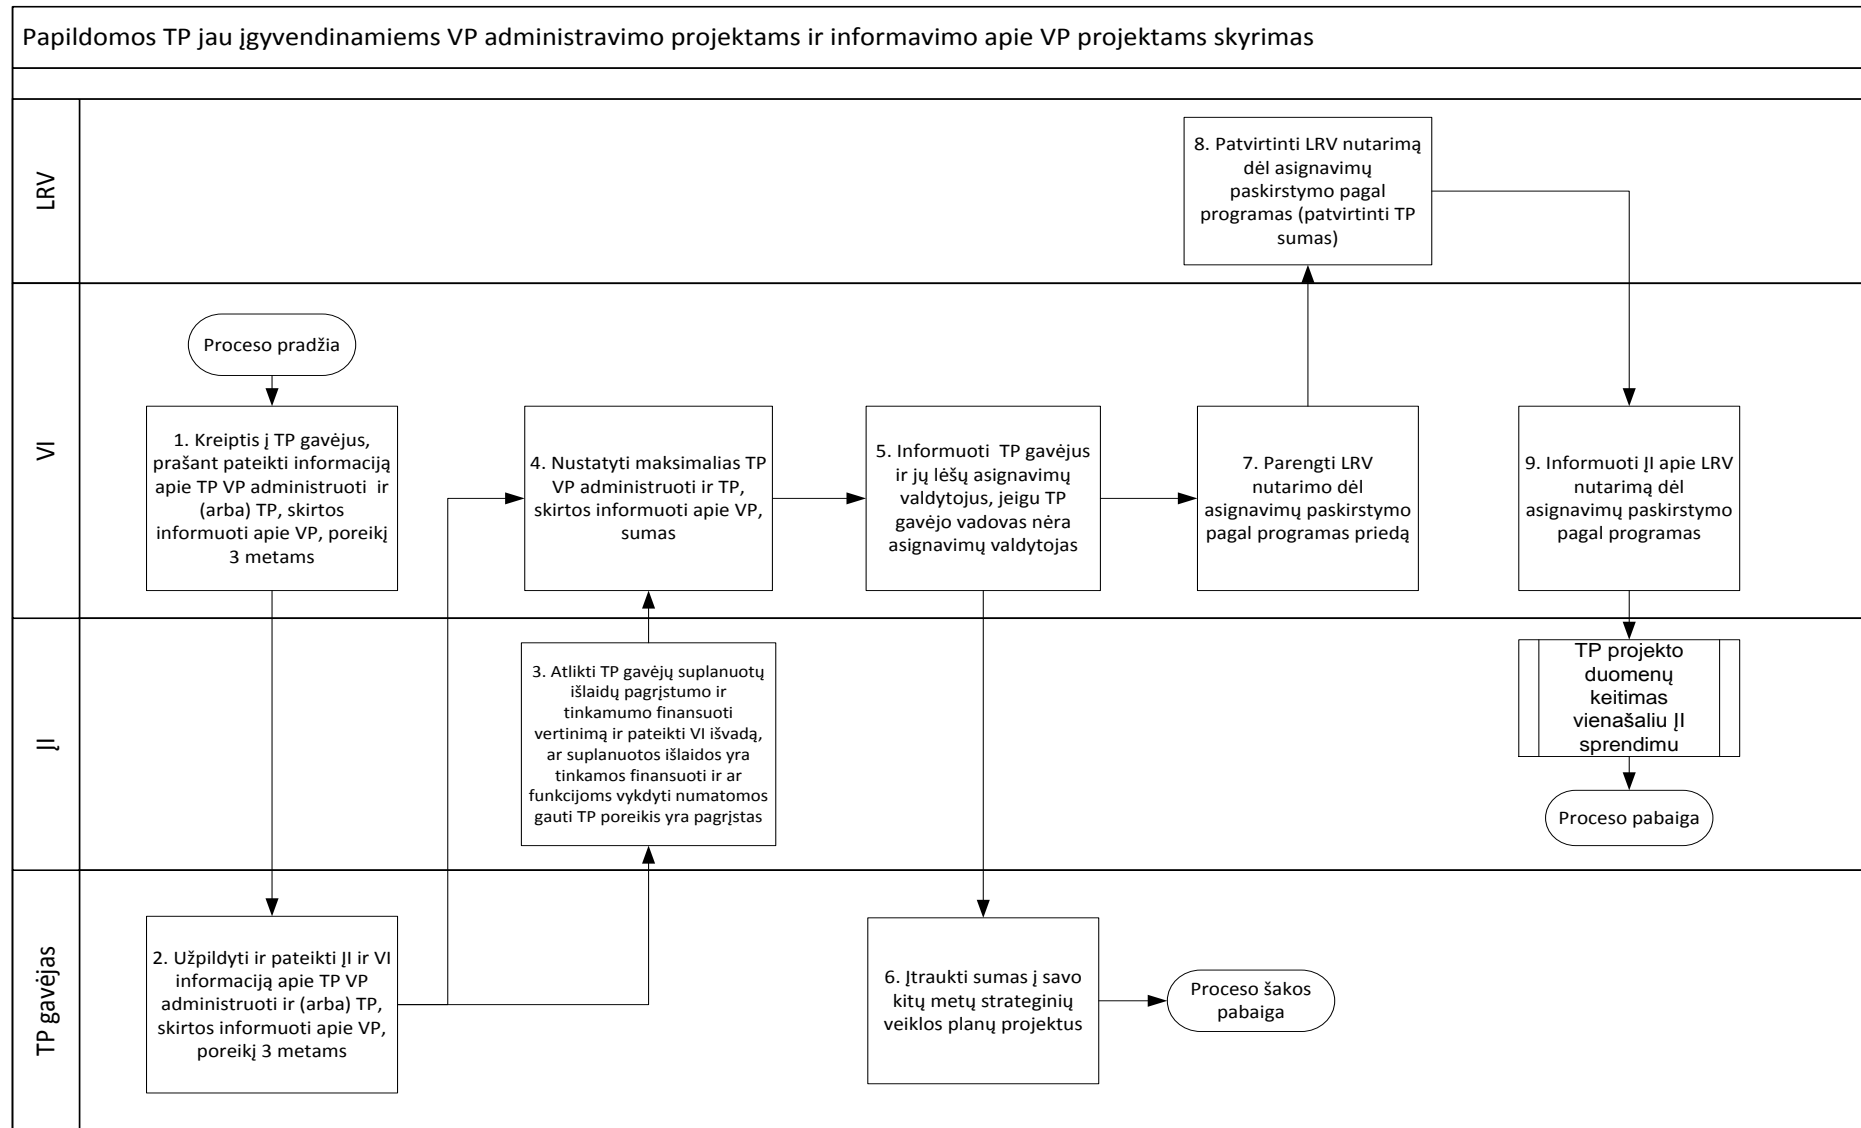 Papildomos TP jau įgyvendinamiems VP administravimo projektams ir informavimo apie VP projektams skyrimas
LRV
8. Patvirtinti LRV nutarimą
dėl asignavimų
paskirstymo pagal
programas (patvirtinti TP
sumas)
VI
Proceso pradžia
1. Kreiptis į TP gavėjus,
prašant pateikti informaciją
apie TP VP administruoti ir
(arba) TP, skirtos
informuoti apie VP, poreikį
3 metams
4. Nustatyti maksimalias TP
VP administruoti ir TP,
skirtos informuoti apie VP,
sumas
5. Informuoti TP gavėjus
ir jų lėšų asignavimų
valdytojus, jeigu TP
gavėjo vadovas nėra
asignavimų valdytojas
7. Parengti LRV
nutarimo dėl
asignavimų paskirstymo
pagal programas priedą
9. Informuoti ĮI apie LRV
nutarimą dėl
asignavimų paskirstymo
pagal programas
ĮI
3. Atlikti TP gavėjų suplanuotų
išlaidų pagrįstumo ir
tinkamumo finansuoti
vertinimą ir pateikti VI išvadą,
ar suplanuotos išlaidos yra
tinkamos finansuoti ir ar
funkcijoms vykdyti numatomos
gauti TP poreikis yra pagrįstas
TP projekto
duomenų
keitimas
vienašaliu ĮI
sprendimu
Proceso pabaiga
TP gavėjas
2. Užpildyti ir pateikti ĮI ir VI
informaciją apie TP VP
administruoti ir (arba) TP,
skirtos informuoti apie VP,
poreikį 3 metams
6. Įtraukti sumas į savo
kitų metų strateginių
veiklos planų projektus
Proceso šakos
pabaiga